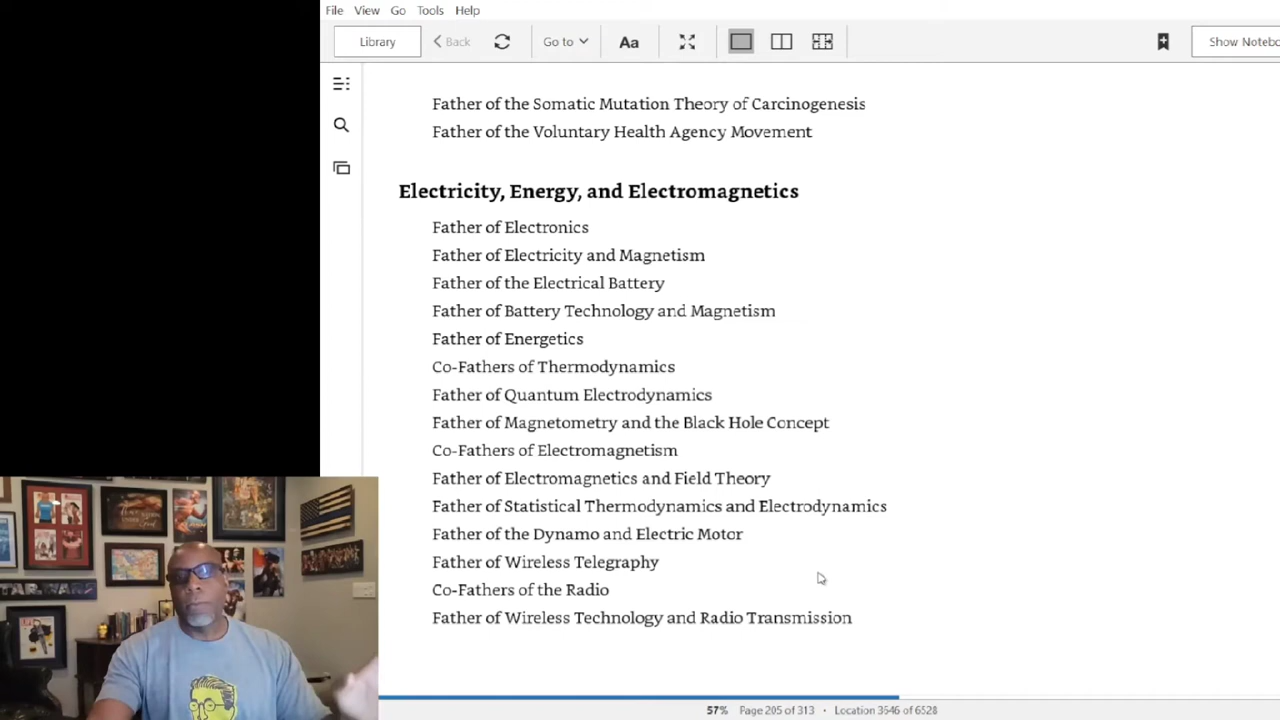 File View Go Tools Help
Library Back Go to Aa Show Notebo
Father of the Somatic Mutation Theory of Carcinogenesis
Father of the Voluntary Health Agency Movement
Electricity, Energy, and Electromagnetics
Father of Electronics
Father of Electricity and Magnetism
Father of the Electrical Battery
Father of Battery Technology and Magnetism
Father of Energetics
Co-Fathers of Thermodynamics
Father of Quantum Electrodynamics
Father of Magnetometry and the Black Hole Concept
Co-Fathers of Electromagnetism
Father of Electromagnetics and Field Theory
Father of Statistical Thermodynamics and Electrodynamics
Father of the Dynamo and Electric Motor
Father of Wireless Telegraphy
Co-Fathers of the Radio
Father of Wireless Technology and Radio Transmission
STAR WARS
57% Page 205 of 313 • Location 3546 of 6528